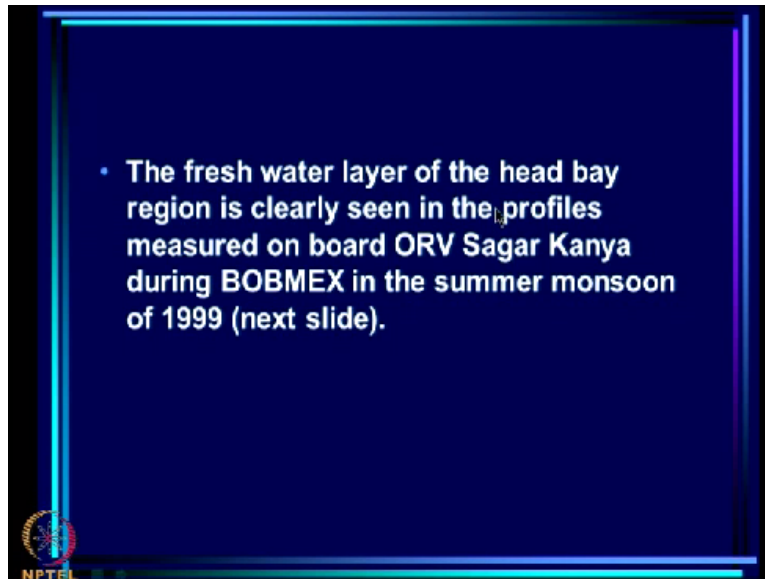 • The fresh water layer of the head bay
region is clearly seen in the profiles
measured on board ORV Sagar Kanya
during BOBMEX in the summer monsoon
of 1999 (next slide).
NPTEL